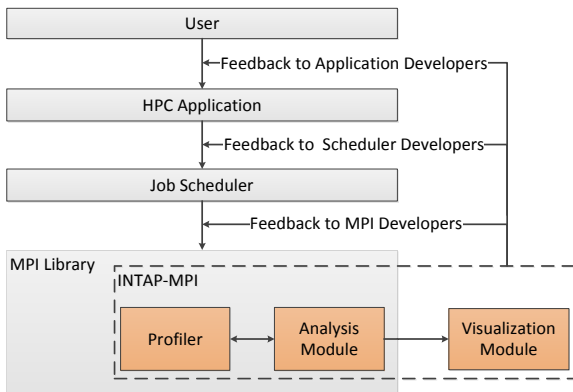 User
Feedback to Application Developers
HPC Application
Feedback to Scheduler Developers
Job Scheduler
Feedback to MPI Developers
MPI Library
INTAP-MPI
Profiler
Analysis
Module
Visualization
Module